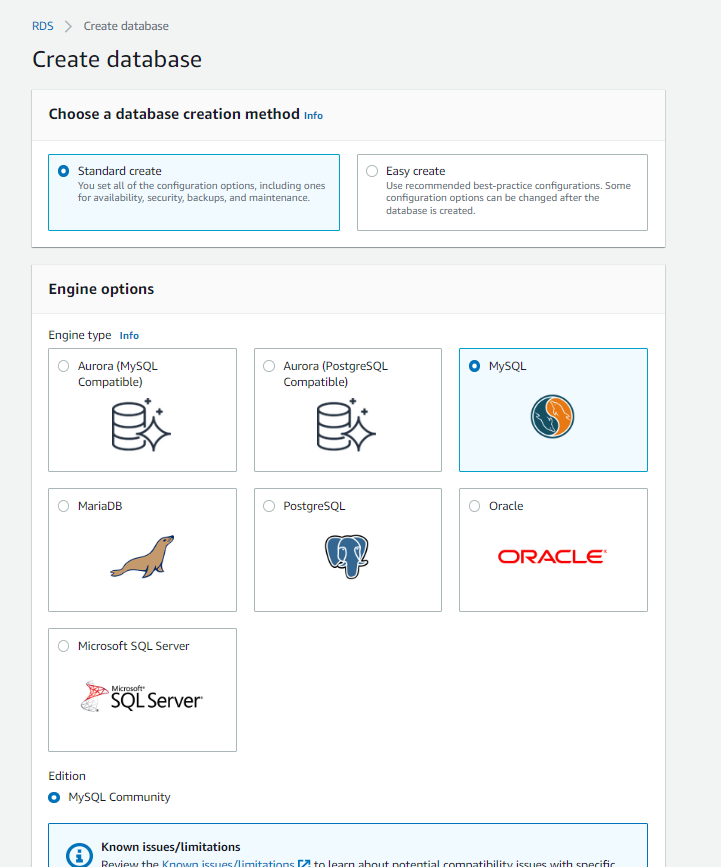 RDS > Create database
Create database
Choose a database creation method Info
Standard create
You set all of the configuration options, including ones
for availability, security, backups, and maintenance.
Easy create
Use recommended best-practice configurations. Some
configuration options can be changed after the
database is created.
Engine options
Engine type Info
Aurora (MySQL
Compatible)
Aurora (PostgreSQL
Compatible)
MySQL
MariaDB
PostgreSQL
Oracle
ORACLE
Microsoft SQL Server
Microsoft
SQL Server
Edition
MySQL Community
Known issues/limitations
Review the Known issues/limitations to learn about potential compatibility issues with specific